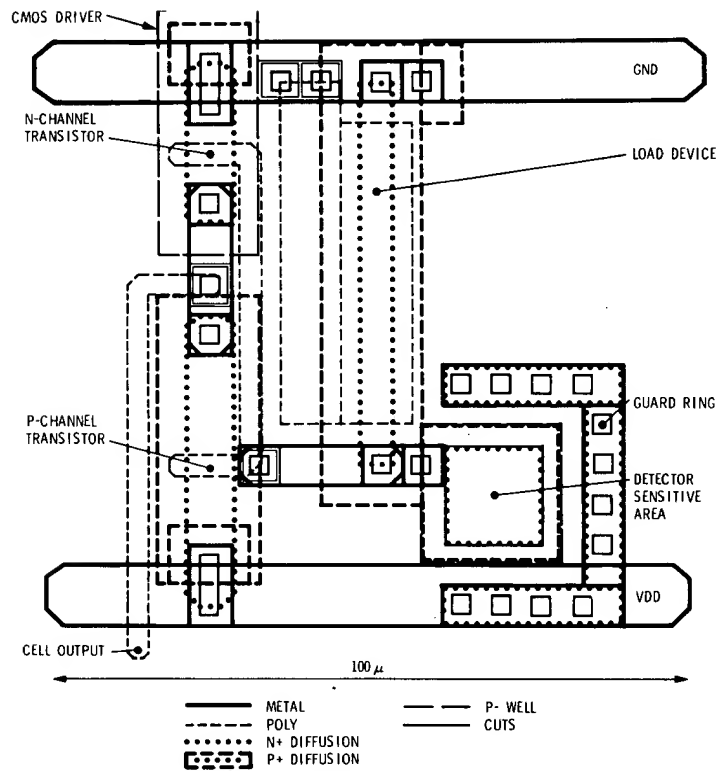 CMOS DRIVER
GND
N-CHANNEL
TRANSISTOR
LOAD DEVICE
P-CHANNEL
TRANSISTOR
GUARD RING
DETECTOR
SENSITIVE
AREA
VDD
CELL OUTPUT
100 μ
METAL
POLY
N+ DIFFUSION
P+ DIFFUSION
P- WELL
CUTS